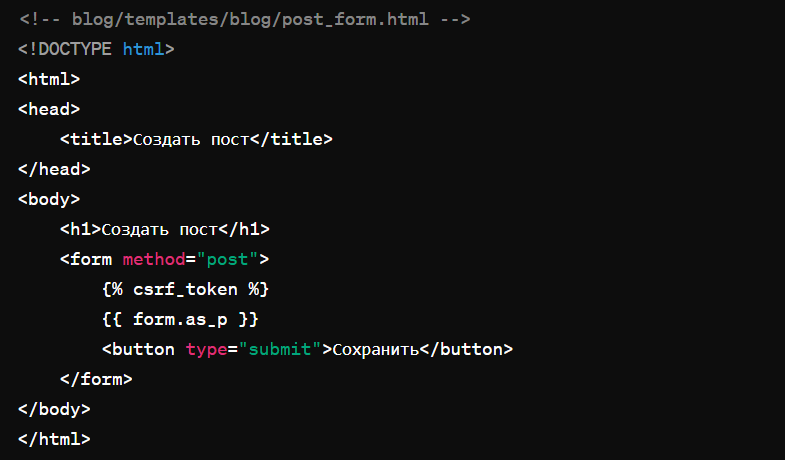 <!-- blog/templates/blog/post_form.html -->
<!DOCTYPE html>
<html>
<head>
    <title>Создать пост</title>
</head>
<body>
    <h1>Создать пост</h1>
    <form method="post">
        {% csrf_token %}
        {{ form.as_p }}
        <button type="submit">Сохранить</button>
    </form>
</body>
</html>